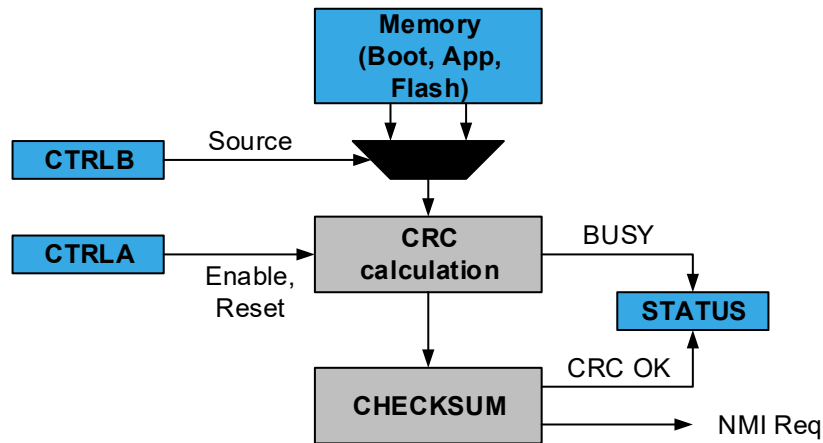 Memory
(Boot, App,
Flash)
Source
CTRLB
CRC
calculation
BUSY
CTRLA
Enable,
Reset
STATUS
CRC OK
CHECKSUM
NMI Req